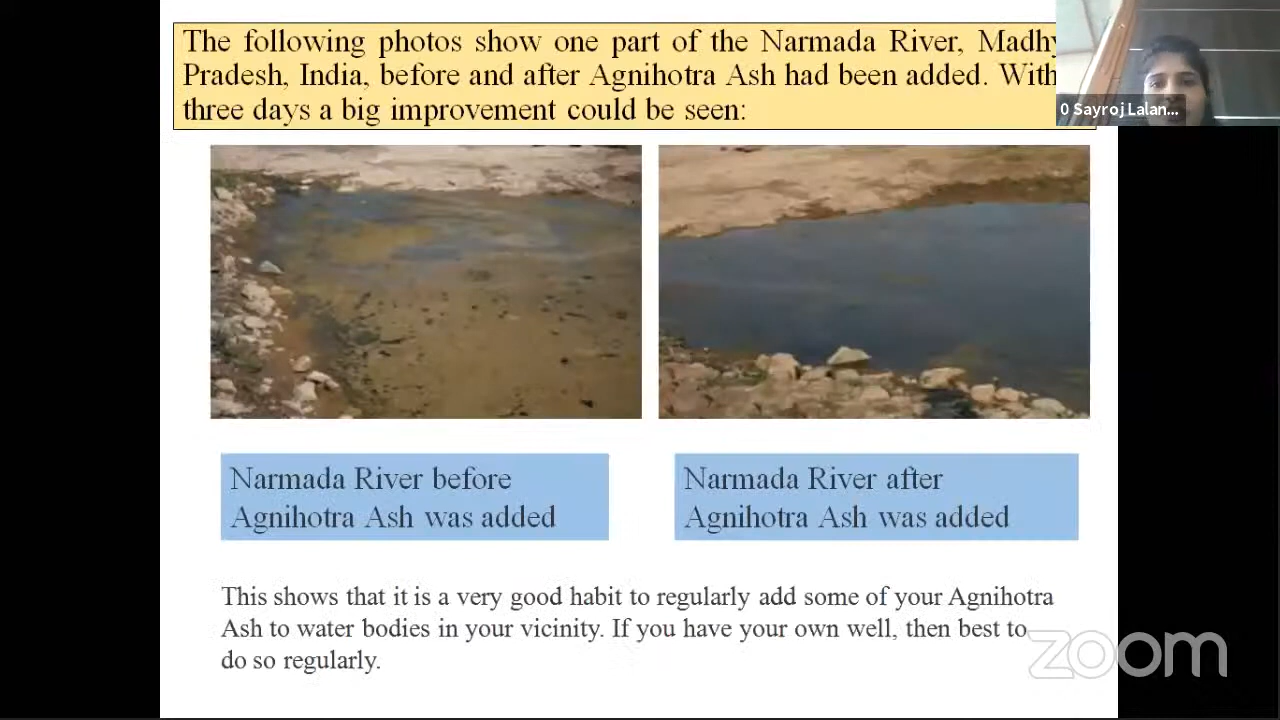 The following photos show one part of the Narmada River, Madhy
Pradesh, India, before and after Agnihotra Ash had been added. With
three days a big improvement could be seen:
0 Sayroj Lalan...
Narmada River before
Agnihotra Ash was added
Narmada River after
Agnihotra Ash was added
This shows that it is a very good habit to regularly add some of your Agnihotra
Ash to water bodies in your vicinity. If you have your own well, then best to
do so regularly.
zoom